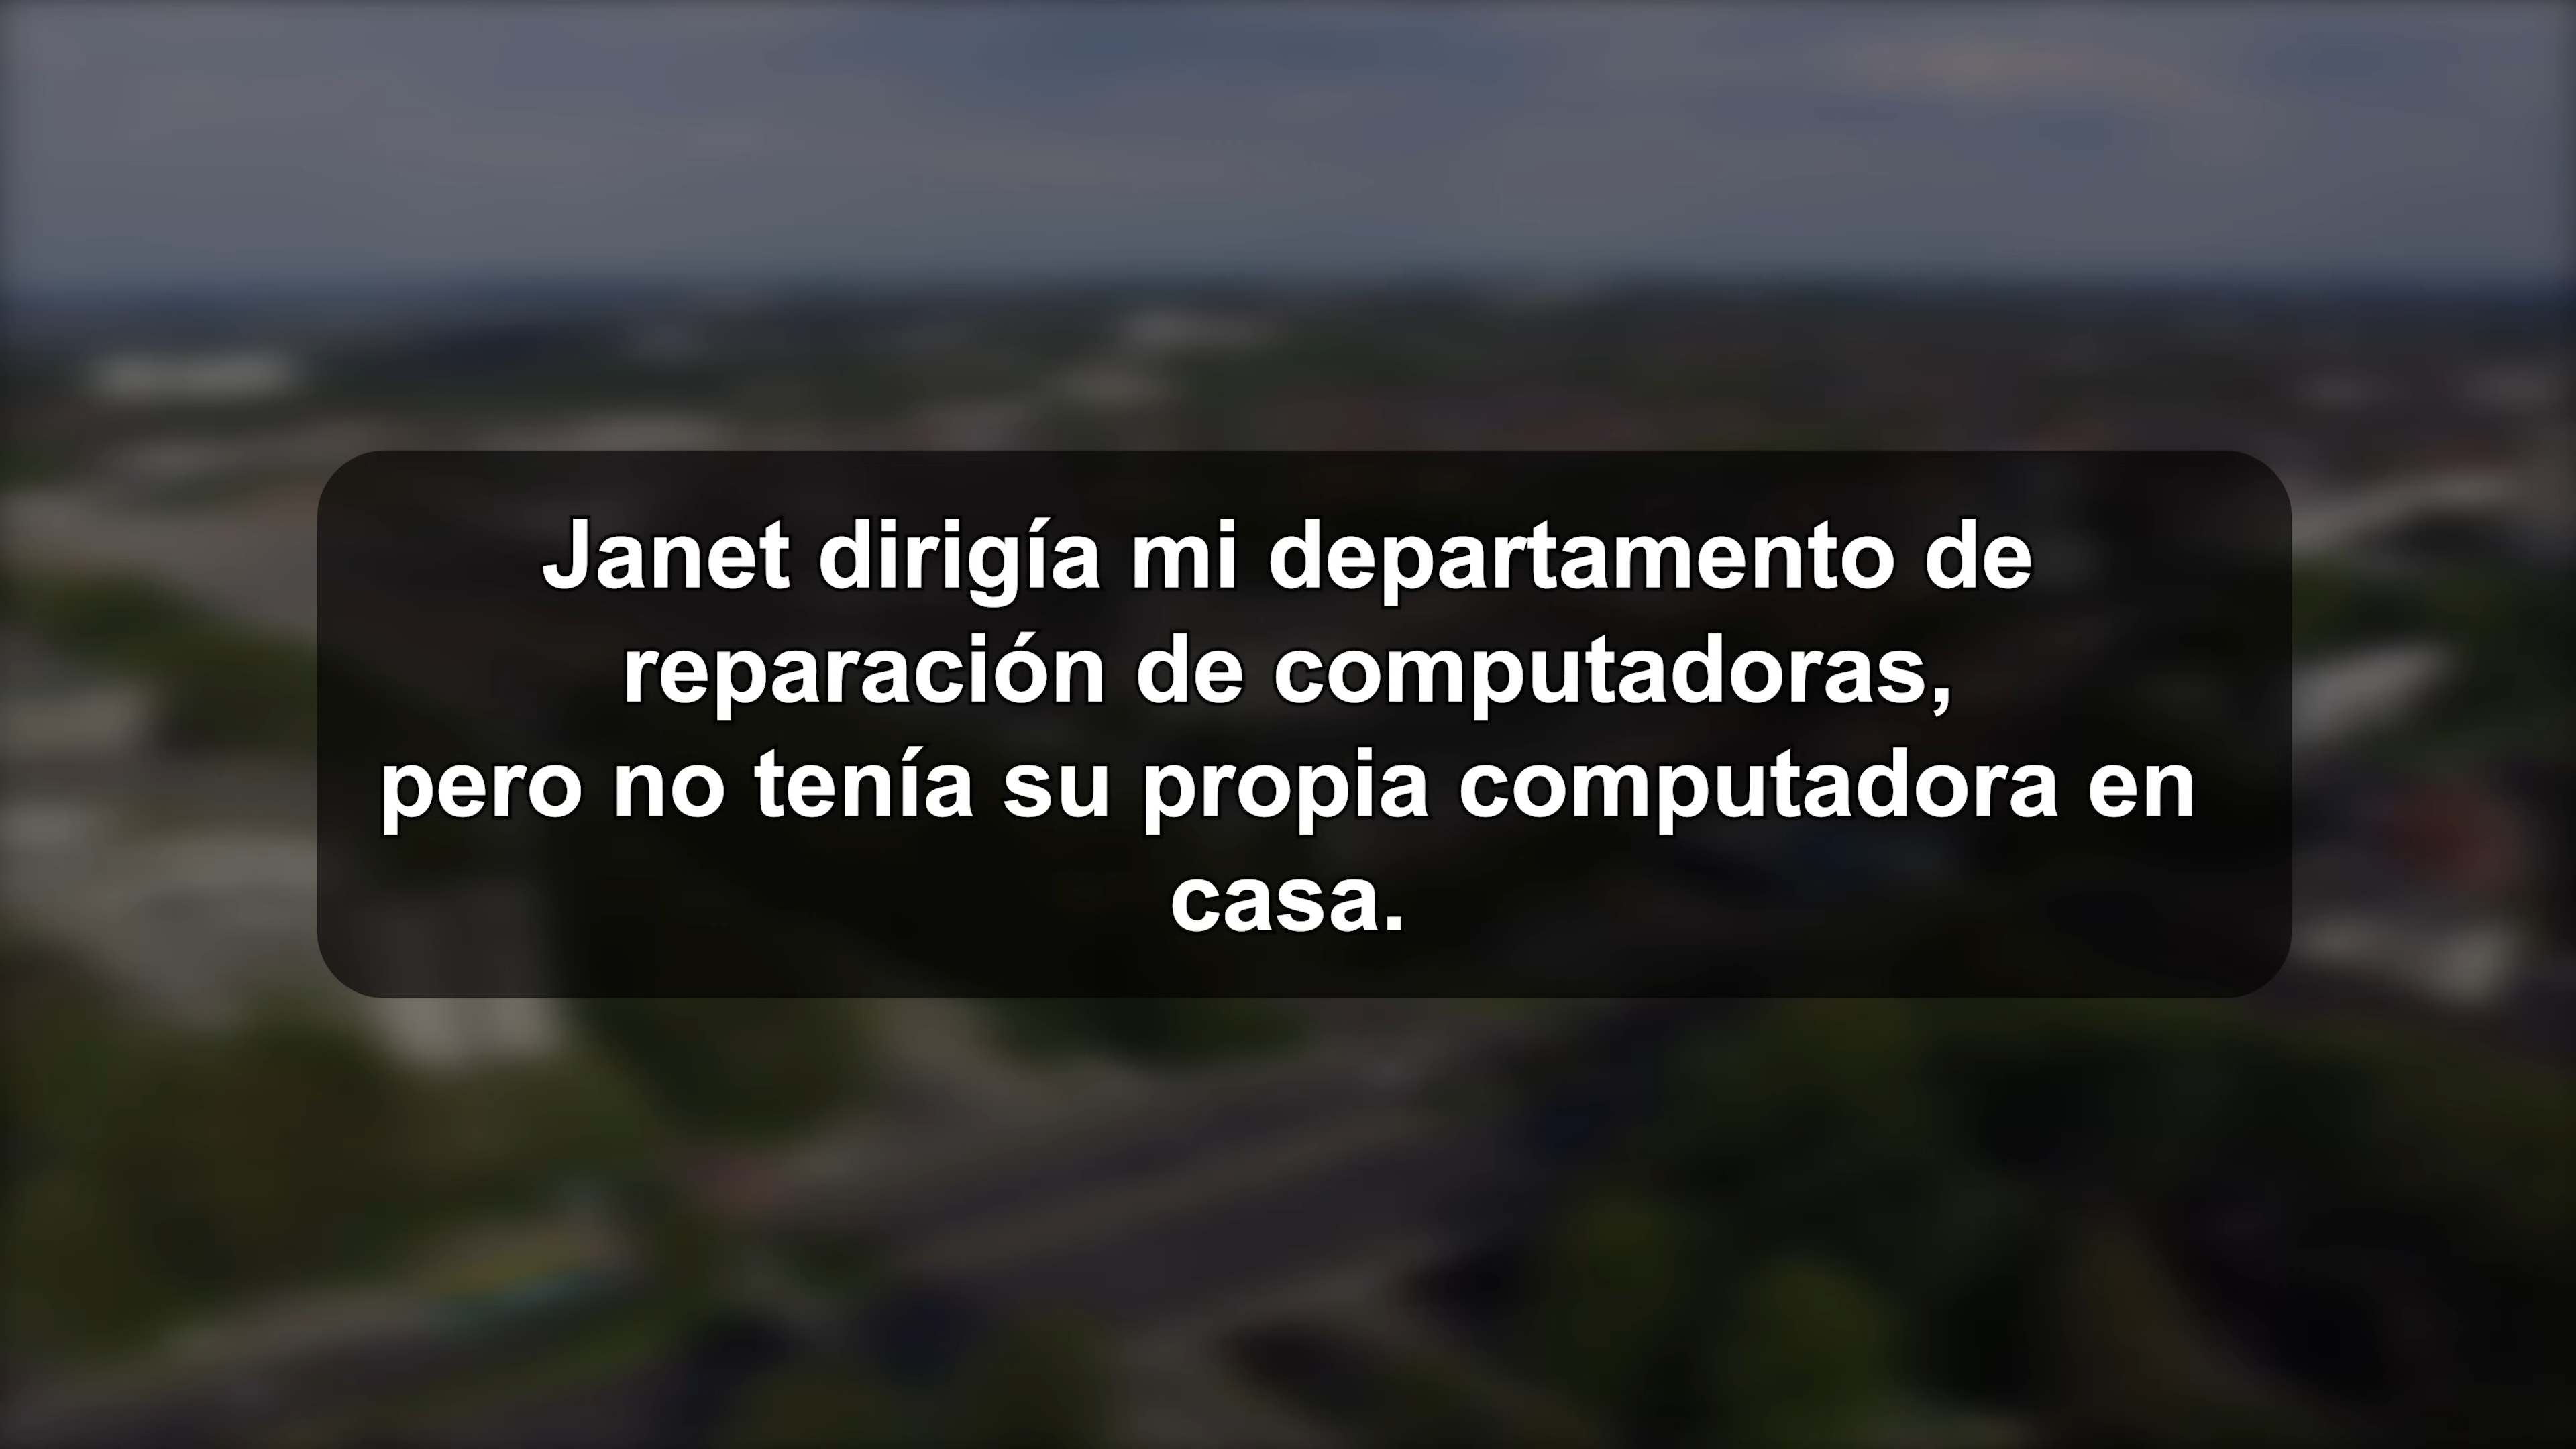 Janet dirigía mi departamento de
reparación de computadoras,
pero no tenía su propia computadora en
casa.